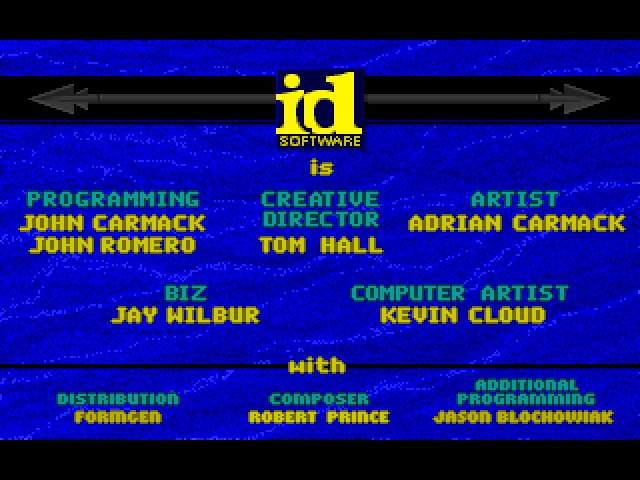 id
SOFTWARE
is
PROGRAMMING
JOHN CARMACK
JOHN ROMERO
CREATIVE
DIRECTOR
TOM HALL
ARTIST
ADRIAN CARMACK
BIZ
JAY WILBUR
COMPUTER ARTIST
KEVIN CLOUD
with
DISTRIBUTION
FORMGEN
COMPOSER
ROBERT PRINCE
ADDITIONAL
PROGRAMMING
JASON BLOCHOWIAK